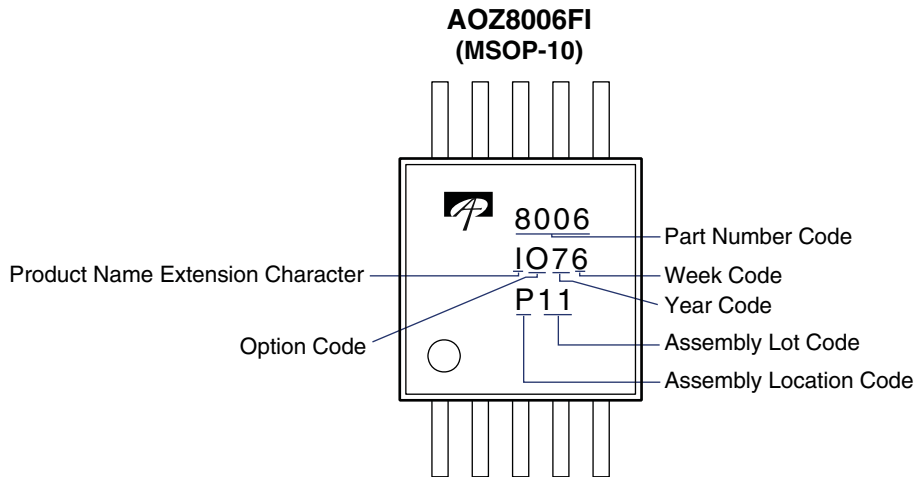 AOZ8006FI
(MSOP-10)
8006
Part Number Code
Product Name Extension Character
IO76
Week Code
Year Code
P11
Option Code
Assembly Lot Code
Assembly Location Code